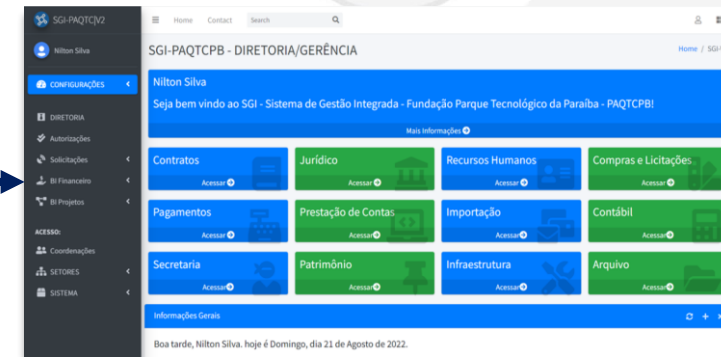 SGI-PAQTC|V2
Home Contact Search
Nilton Silva
SGI-PAQTCPB - DIRETORIA/GERÊNCIA
Home / SGI-
CONFIGURAÇÕES
DIRETORIA
Autorizações
Solicitações
BI Financeiro
BI Projetos
ACESSO:
Coordenações
SETORES
SISTEMA
Nilton Silva
Seja bem vindo ao SGI - Sistema de Gestão Integrada - Fundação Parque Tecnológico da Paraíba - PAQTCPB!
Mais Informações
Contratos
Acessar
Jurídico
Acessar
Recursos Humanos
Acessar
Compras e Licitações
Acessar
Pagamentos
Acessar
Prestação de Contas
Acessar
Importação
Acessar
Contábil
Acessar
Secretaria
Acessar
Patrimônio
Acessar
Infraestrutura
Acessar
Arquivo
Acessar
Informações Gerais
Boa tarde, Nilton Silva. hoje é Domingo, dia 21 de Agosto de 2022.